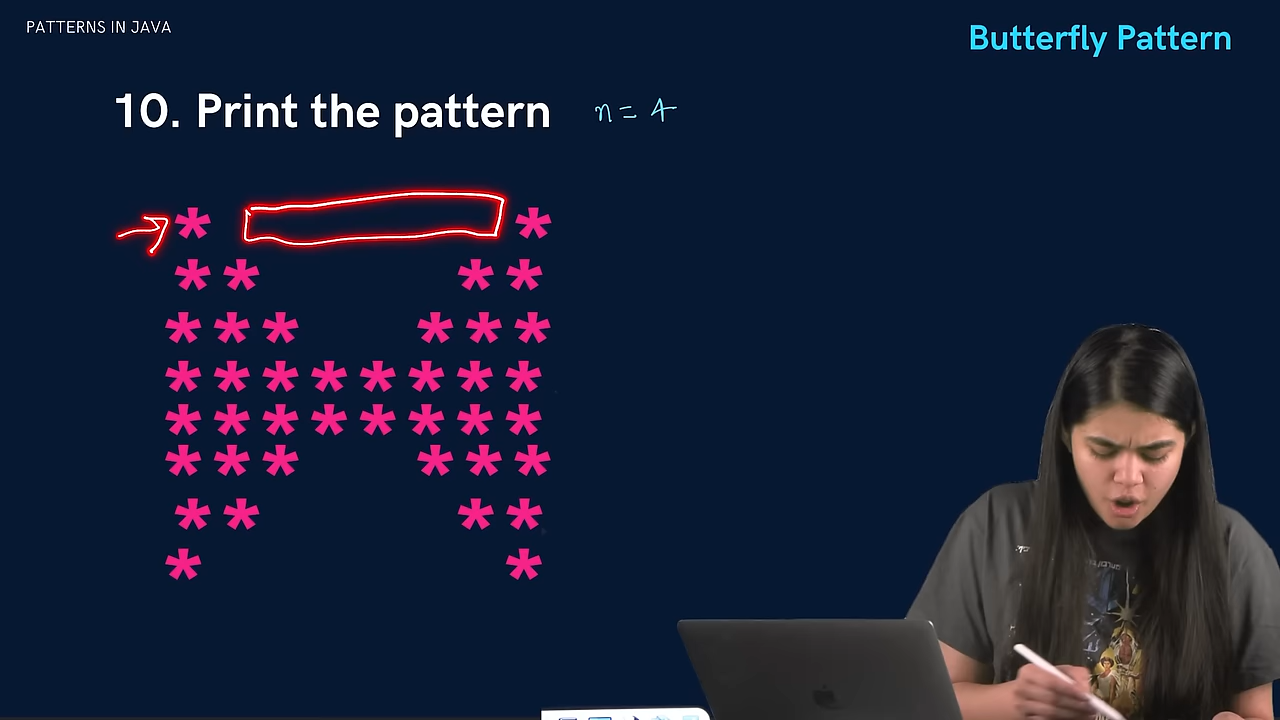 PATTERNS IN JAVA
Butterfly Pattern
10. Print the pattern n = 4
* *
* * * *
* * * * * *
* * * * * * * *
* * * * * * * *
* * * * * *
* * * *
* *